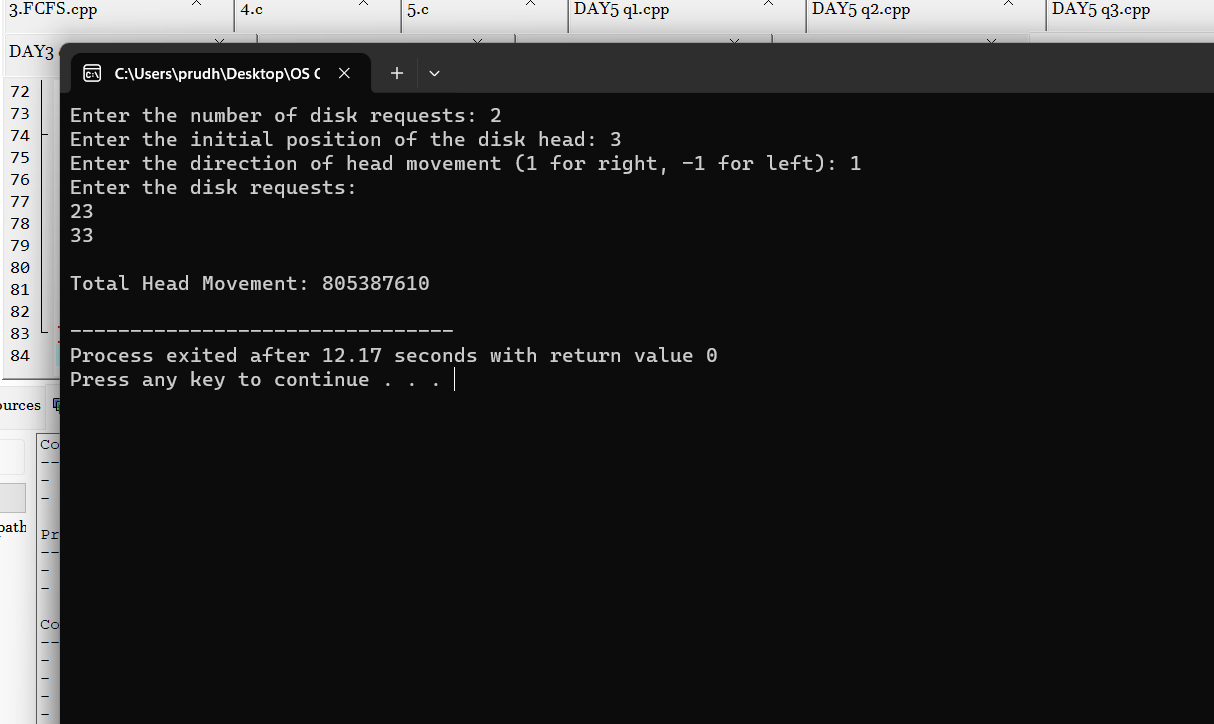 3.FCFS.cpp 4.c 5.c DAY5 q1.cpp DAY5 q2.cpp DAY5 q3.cpp
DAY3
C:\Users\prudh\Desktop\OS C
72
73
74
75
76
77
78
79
80
81
82
83
84
Enter the number of disk requests: 2
Enter the initial position of the disk head: 3
Enter the direction of head movement (1 for right, -1 for left): 1
Enter the disk requests:
23
33
Total Head Movement: 805387610
--------------------------------
Process exited after 12.17 seconds with return value 0
Press any key to continue . . .
ources
path
Co
--
-
-
Pr
--
-
-
Co
--
-
-
-
-